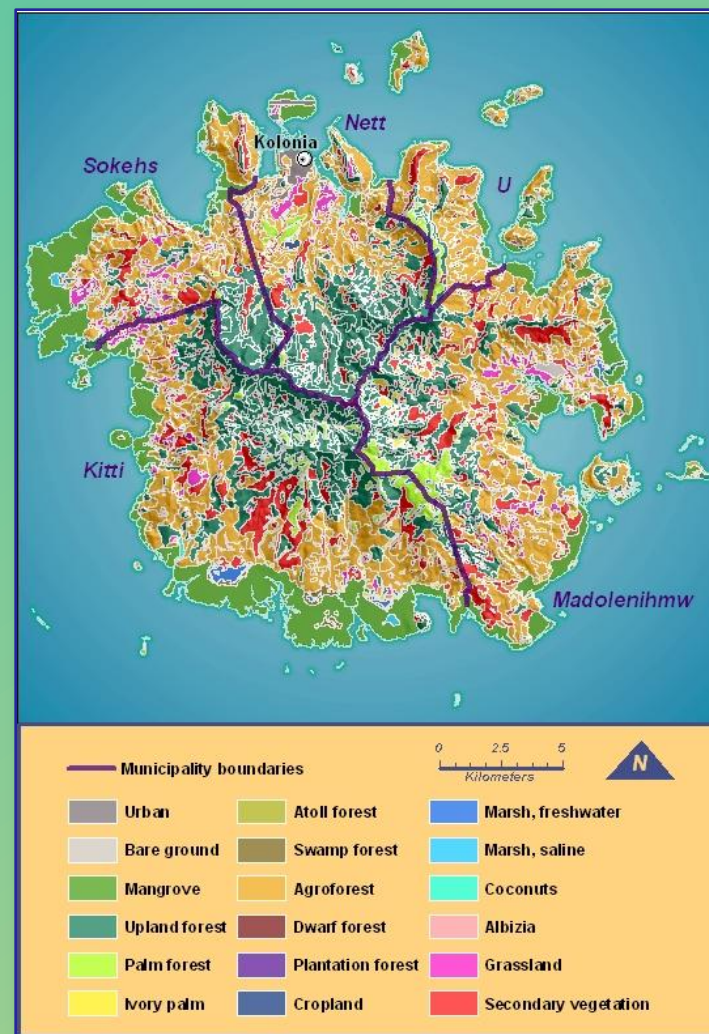 Nett
Kolonia
Sokehs
U
Kitti
Madolenihmw
Municipality boundaries
0 2.5 5
Kilometers
N
Urban
Bare ground
Mangrove
Upland forest
Palm forest
Ivory palm
Atoll forest
Swamp forest
Agroforest
Dwarf forest
Plantation forest
Cropland
Marsh, freshwater
Marsh, saline
Coconuts
Albizia
Grassland
Secondary vegetation